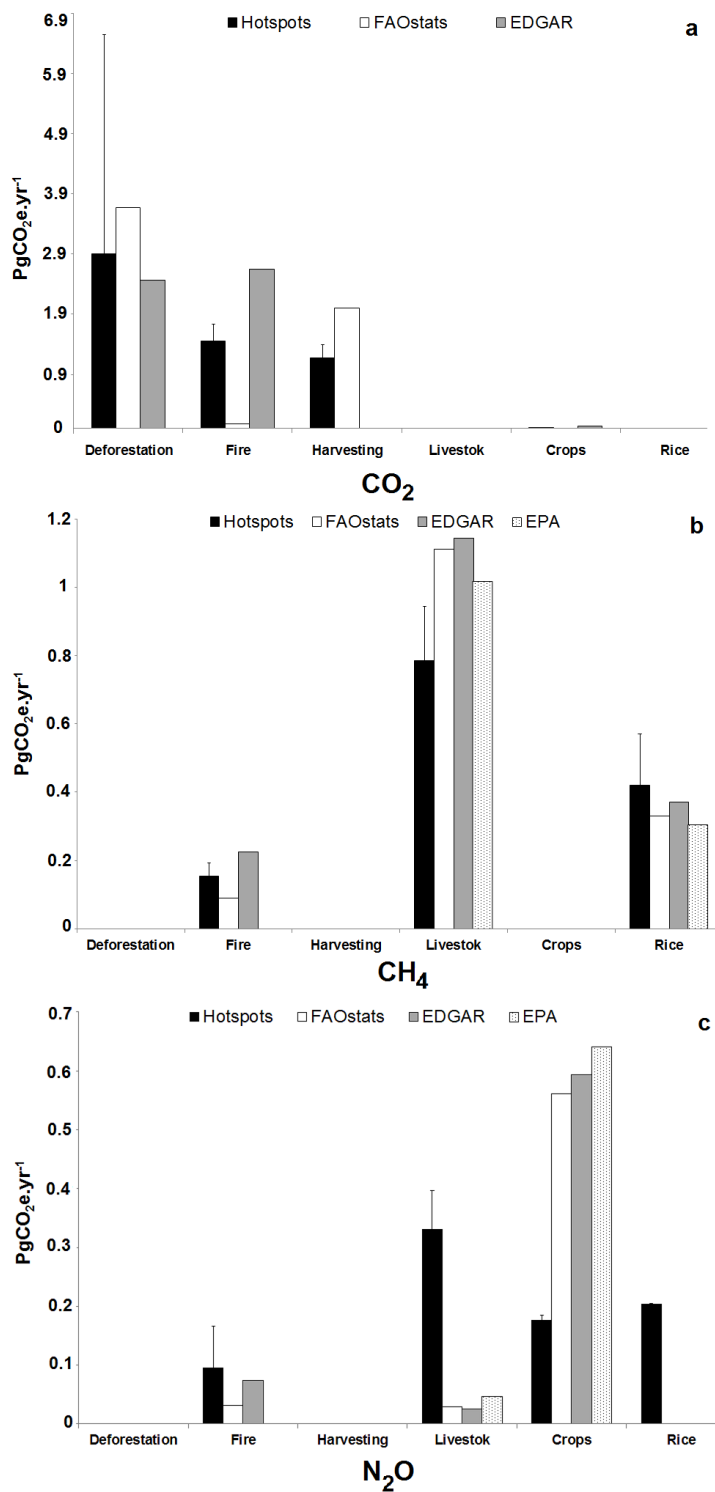 Hotspots FAOstats EDGAR
a
6.9
5.9
4.9
3.9
2.9
1.9
0.9
0
PgCO₂e.yr⁻¹
Deforestation Fire Harvesting Livestok Crops Rice
CO₂
Hotspots FAOstats EDGAR EPA
b
1.2
1
0.8
0.6
0.4
0.2
0
PgCO₂e.yr⁻¹
Deforestation Fire Harvesting Livestok Crops Rice
CH₄
Hotspots FAOstats EDGAR EPA
c
0.7
0.6
0.5
0.4
0.3
0.2
0.1
0
PgCO₂e.yr⁻¹
Deforestation Fire Harvesting Livestok Crops Rice
N₂O